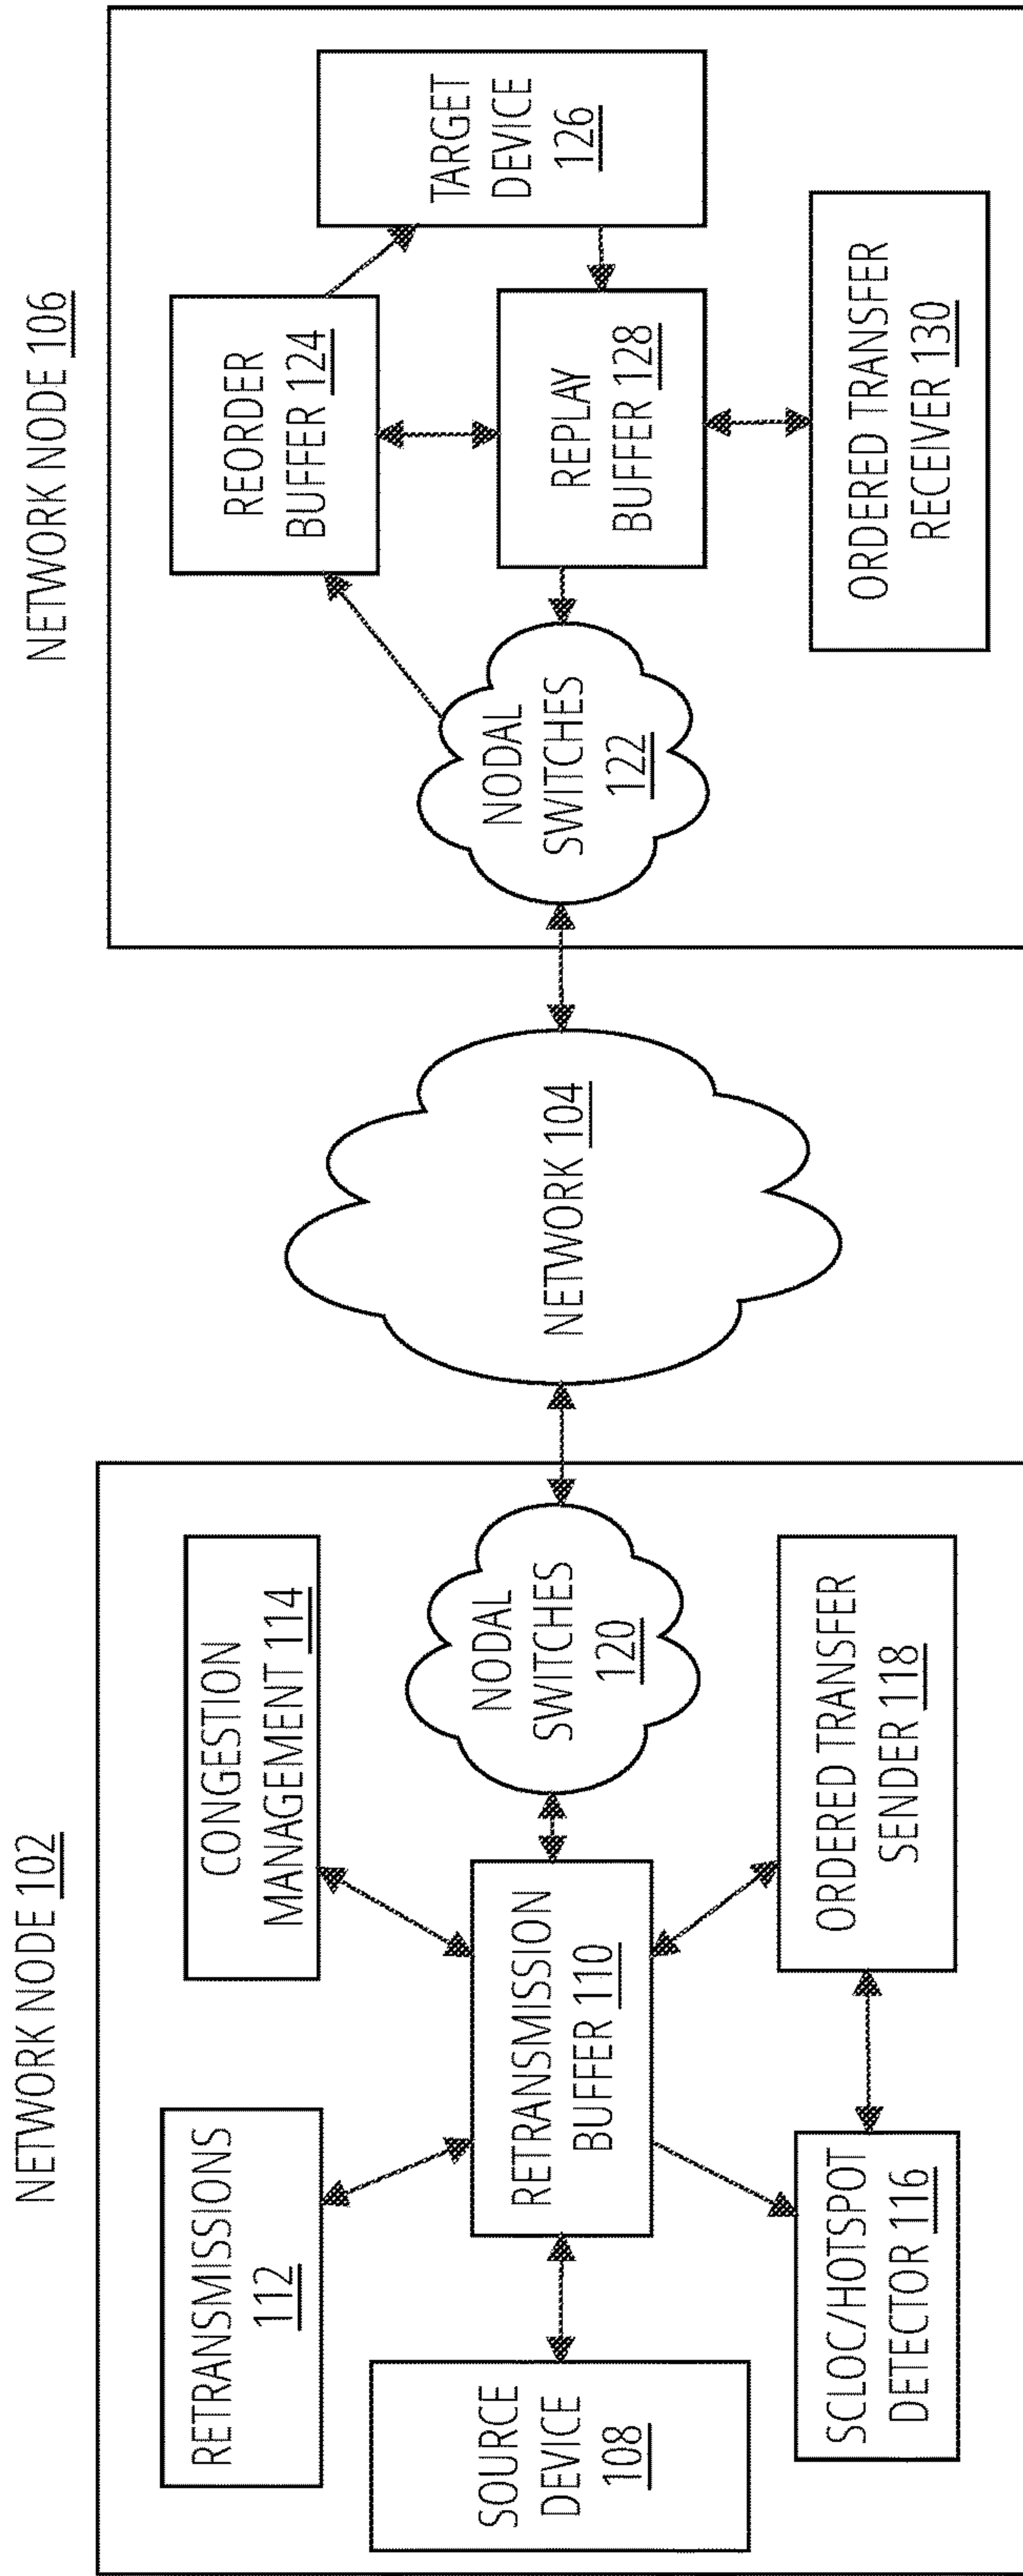 NETWORK NODE 102
RETRANSMISSIONS
112
CONGESTION
MANAGEMENT 114
SOURCE
DEVICE
108
RETRANSMISSION
BUFFER 110
NODAL
SWITCHES
120
SCLOC/HOTSPOT
DETECTOR 116
ORDERED TRANSFER
SENDER 118
NETWORK 104
NETWORK NODE 106
REORDER
BUFFER 124
TARGET
DEVICE
126
NODAL
SWITCHES
122
REPLAY
BUFFER 128
ORDERED TRANSFER
RECEIVER 130